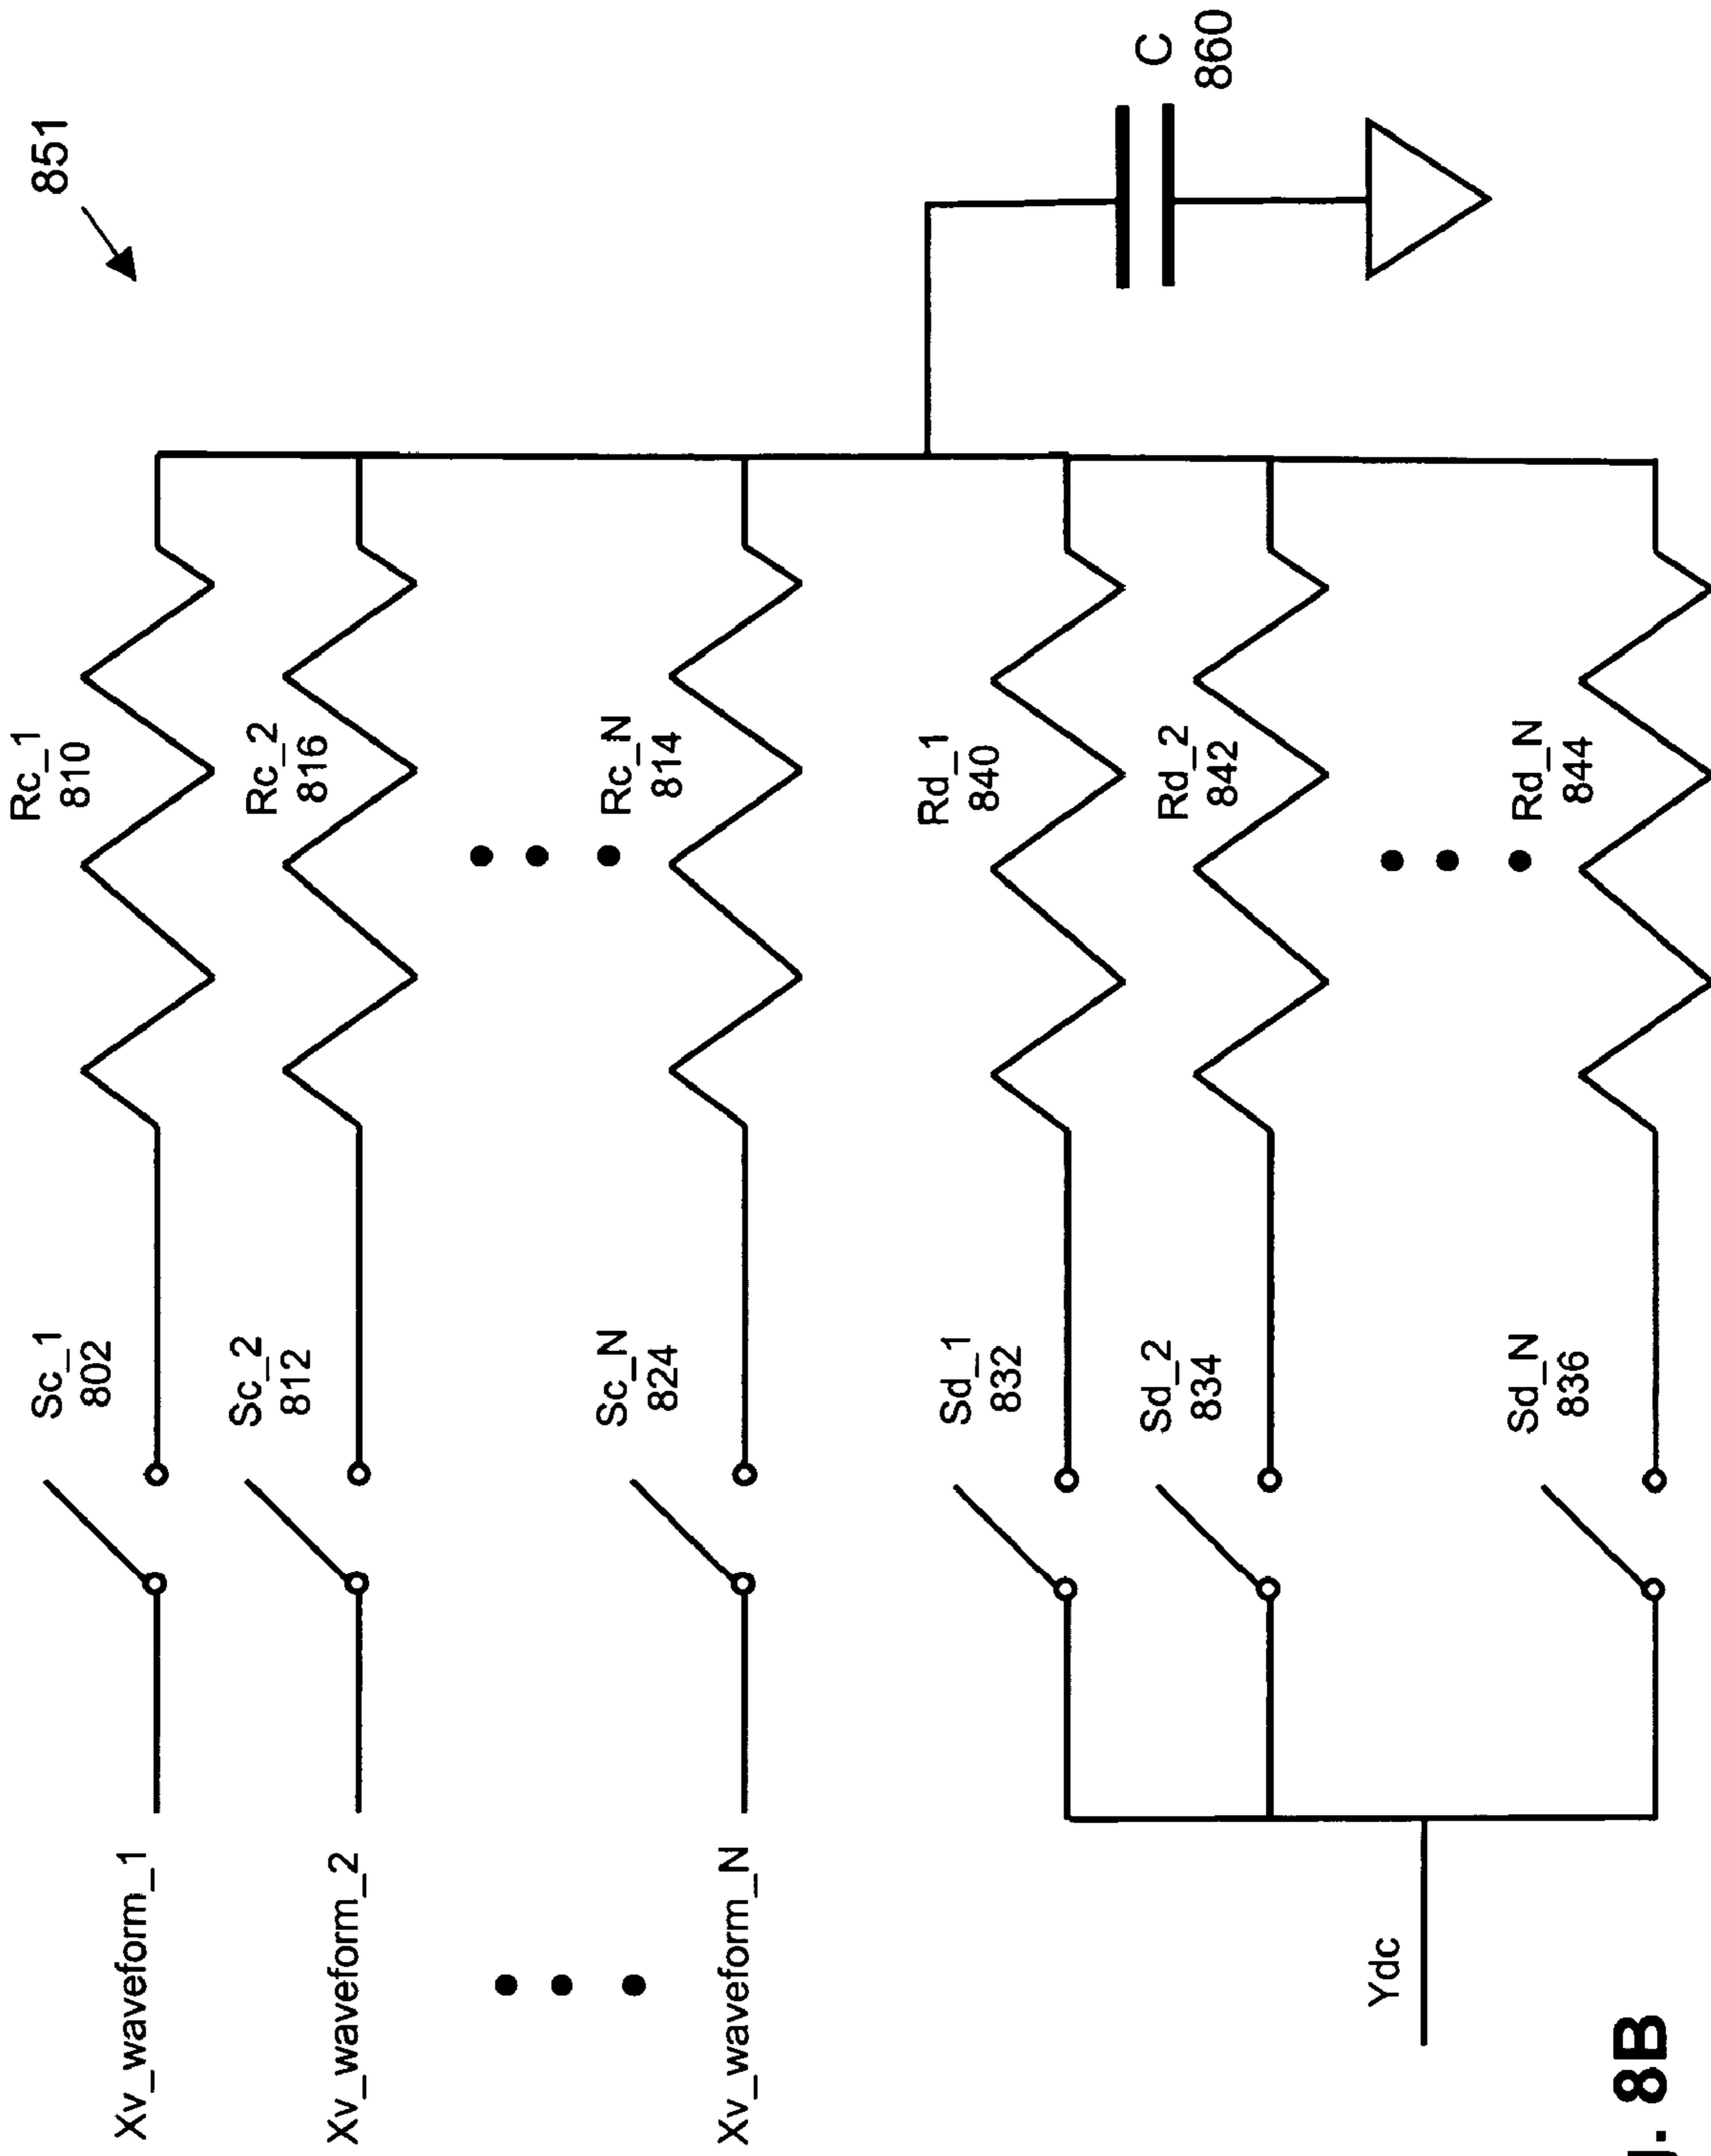 851
Rc_1
810
Rc_2
816
Rc_N
814
Rd_1
840
Rd_2
842
Rd_N
844
C
860
Sc_1
802
Sc_2
812
Sc_N
824
Sd_1
832
Sd_2
834
Sd_N
836
Xv_waveform_1
Xv_waveform_2
Xv_waveform_N
Ydc
8B